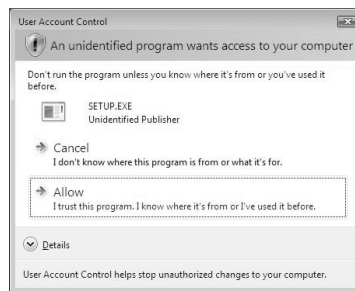 User Account Control
An unidentified program wants access to your computer
Don't run the program unless you know where it's from or you've used it
before.
SETUP.EXE
Unidentified Publisher
Cancel
I don't know where this program is from or what it's for.
Allow
I trust this program. I know where it's from or I've used it before.
Details
User Account Control helps stop unauthorized changes to your computer.